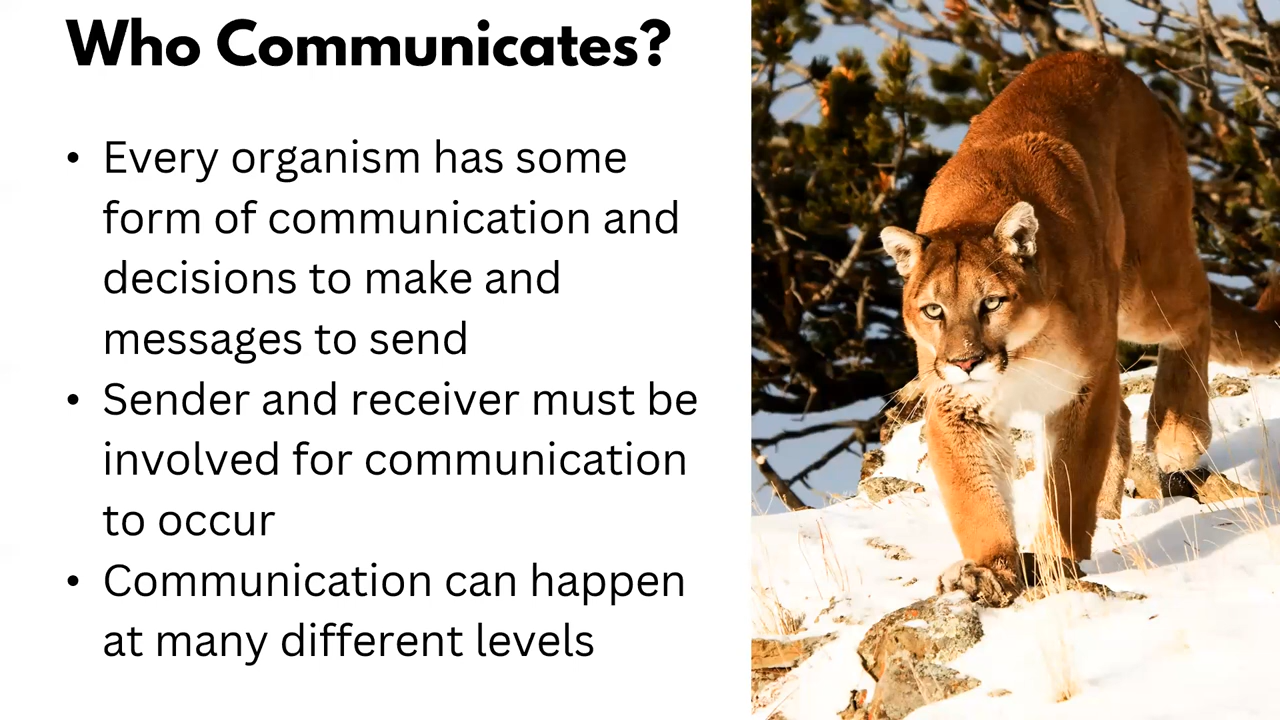 Who Communicates?
• Every organism has some
form of communication and
decisions to make and
messages to send
• Sender and receiver must be
involved for communication
to occur
• Communication can happen
at many different levels